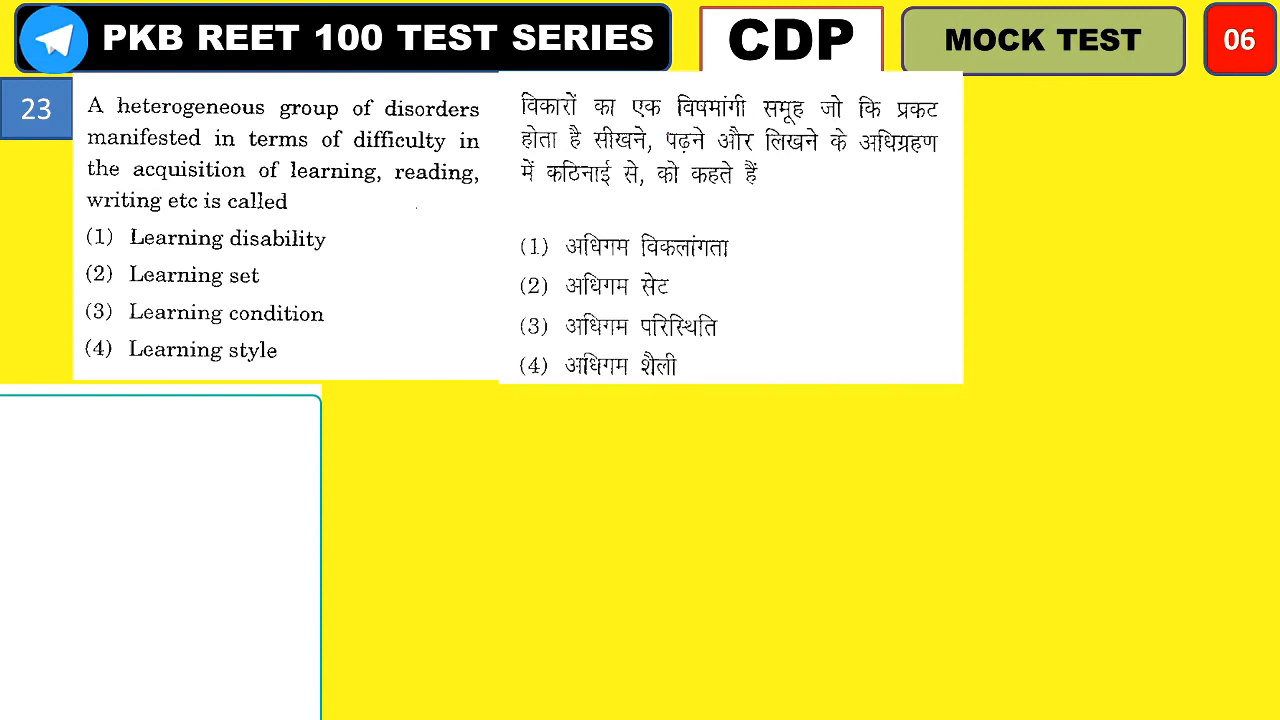 PKB REET 100 TEST SERIES
CDP
MOCK TEST
06
23
A heterogeneous group of disorders
manifested in terms of difficulty in
the acquisition of learning, reading,
writing etc is called
(1) Learning disability
(2) Learning set
(3) Learning condition
(4) Learning style
विकारों का एक विषमांगी समूह जो कि प्रकट
होता है सीखने, पढ़ने और लिखने के अधिग्रहण
में कठिनाई से, को कहते हैं
(1) अधिगम विकलांगता
(2) अधिगम सेट
(3) अधिगम परिस्थिति
(4) अधिगम शैली